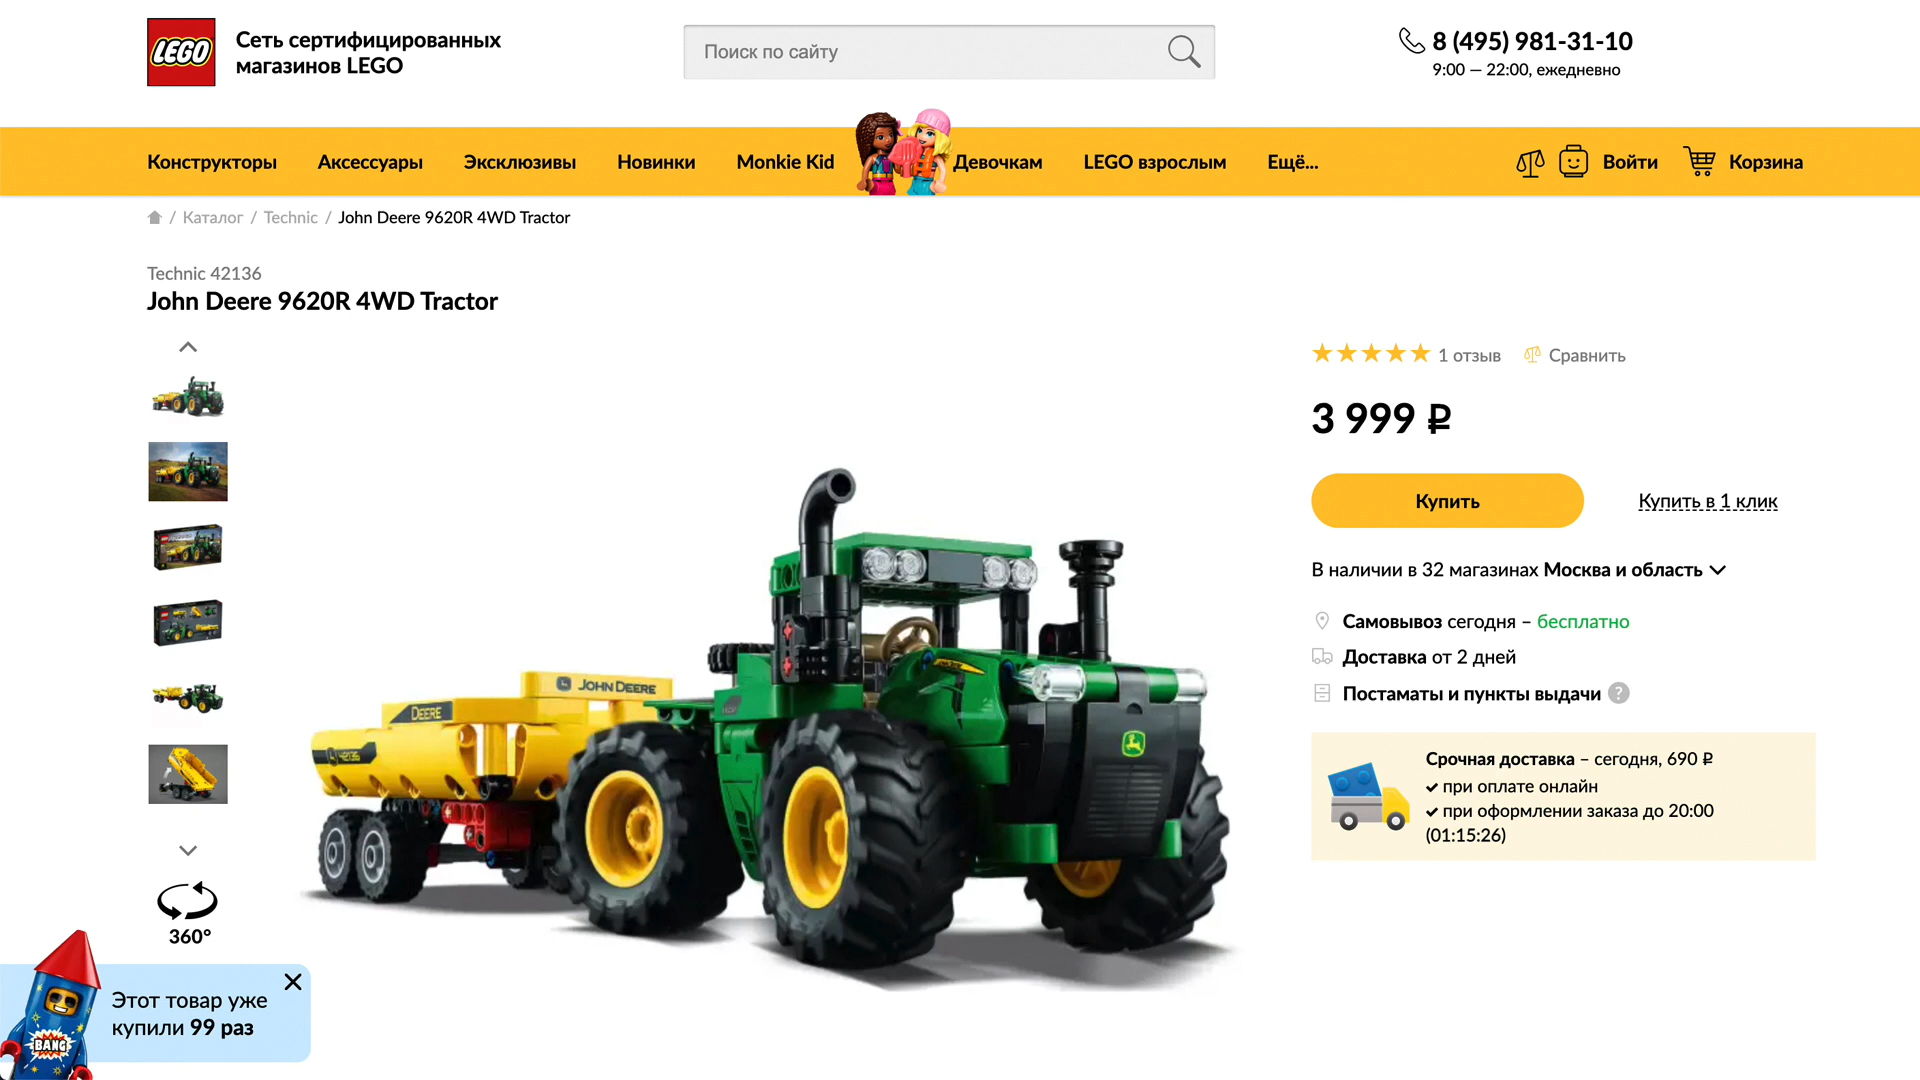 LEGO
Сеть сертифицированных
магазинов LEGO
Поиск по сайту
8 (495) 981-31-10
9:00 — 22:00, ежедневно
Конструкторы
Аксессуары
Эксклюзивы
Новинки
Monkie Kid
Девочкам
LEGO взрослым
Ещё...
Войти
Корзина
/ Каталог / Technic / John Deere 9620R 4WD Tractor
Technic 42136
John Deere 9620R 4WD Tractor
1 отзыв
Сравнить
3 999 ₽
Купить
Купить в 1 клик
В наличии в 32 магазинах Москва и область
Самовывоз сегодня – бесплатно
Доставка от 2 дней
Постаматы и пункты выдачи ?
Срочная доставка – сегодня, 690 ₽
при оплате онлайн
при оформлении заказа до 20:00
(01:15:26)
JOHN DEERE
DEERE
42136
360°
Этот товар уже
купили 99 раз
BANG